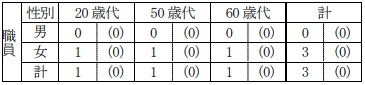 職員
性別 20歳代 50歳代 60歳代 計
男 0 (0) 0 (0) 0 (0) 0 (0)
女 1 (0) 1 (0) 1 (0) 3 (0)
計 1 (0) 1 (0) 1 (0) 3 (0)